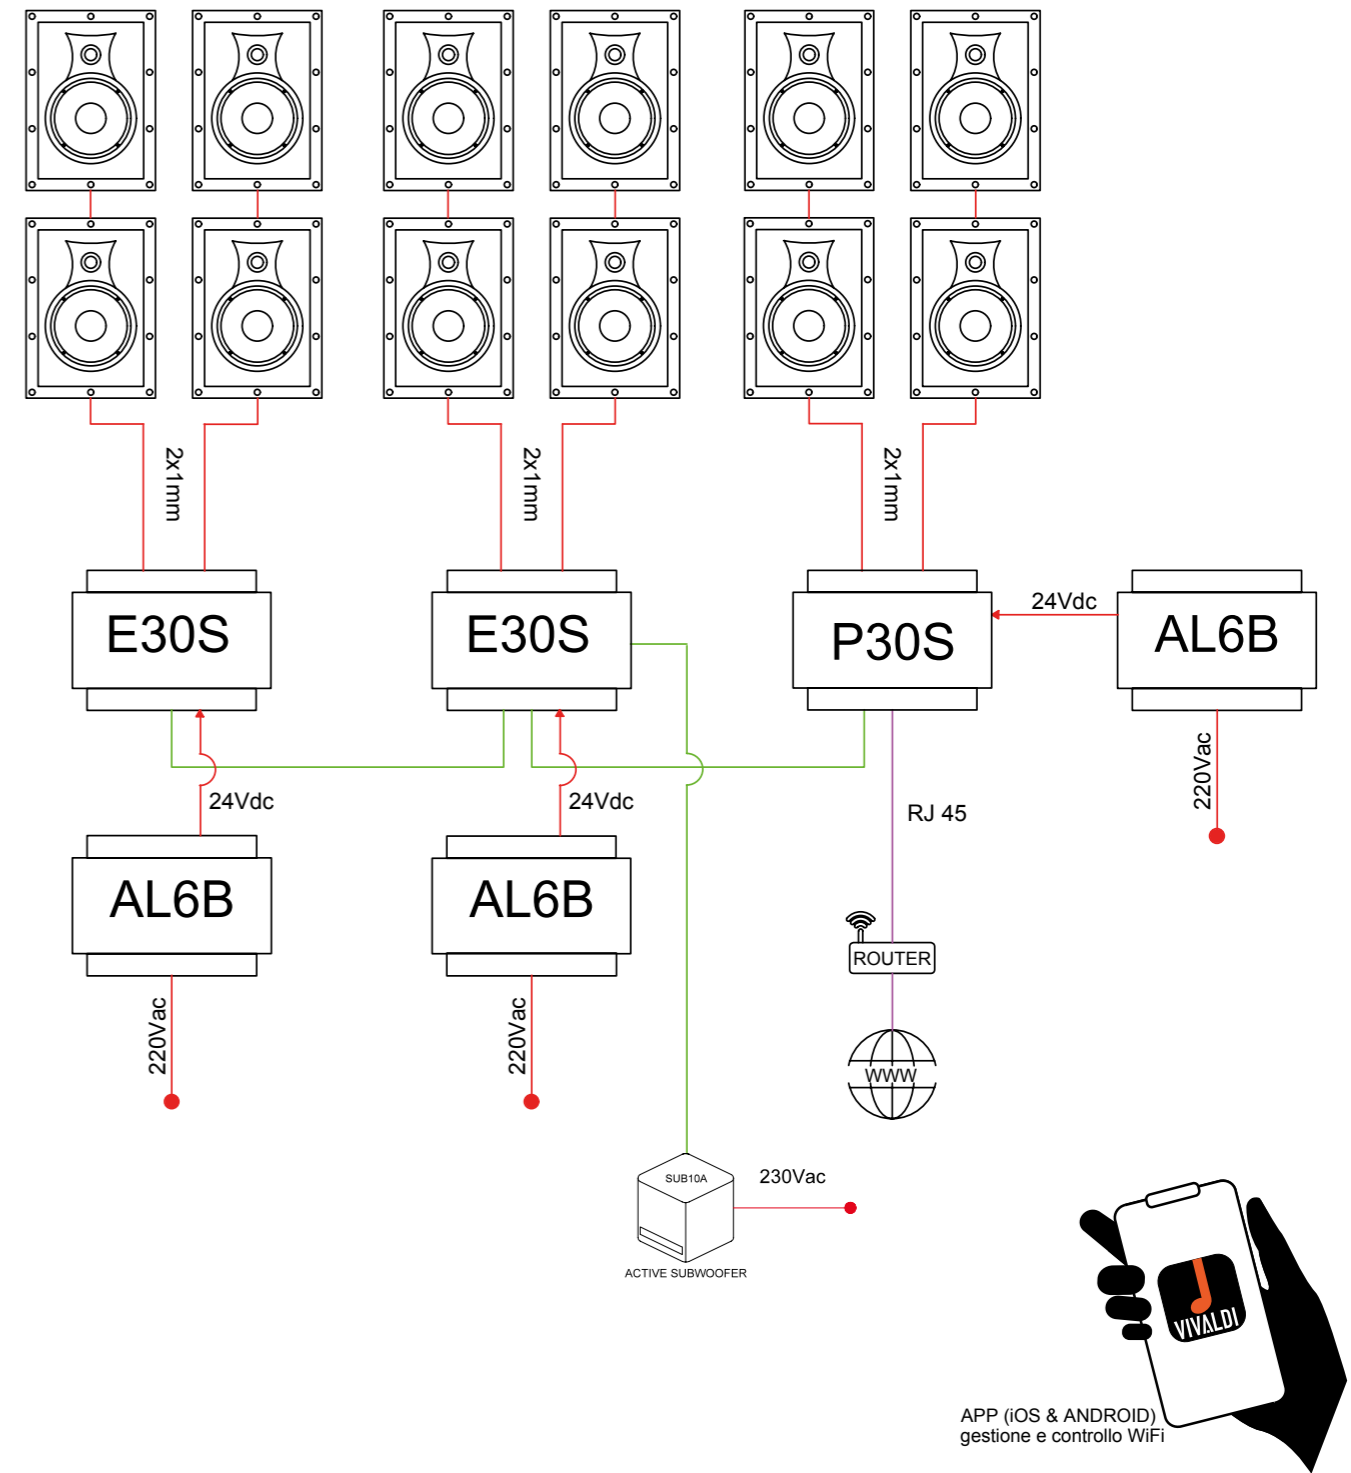 2x1mm
2x1mm
2x1mm
E30S
E30S
P30S
24Vdc
AL6B
24Vdc
24Vdc
220Vac
RJ 45
AL6B
AL6B
ROUTER
220Vac
220Vac
WWW
SUB10A
230Vac
ACTIVE SUBWOOFER
VIVALDI
APP (iOS & ANDROID)
gestione e controllo WiFi